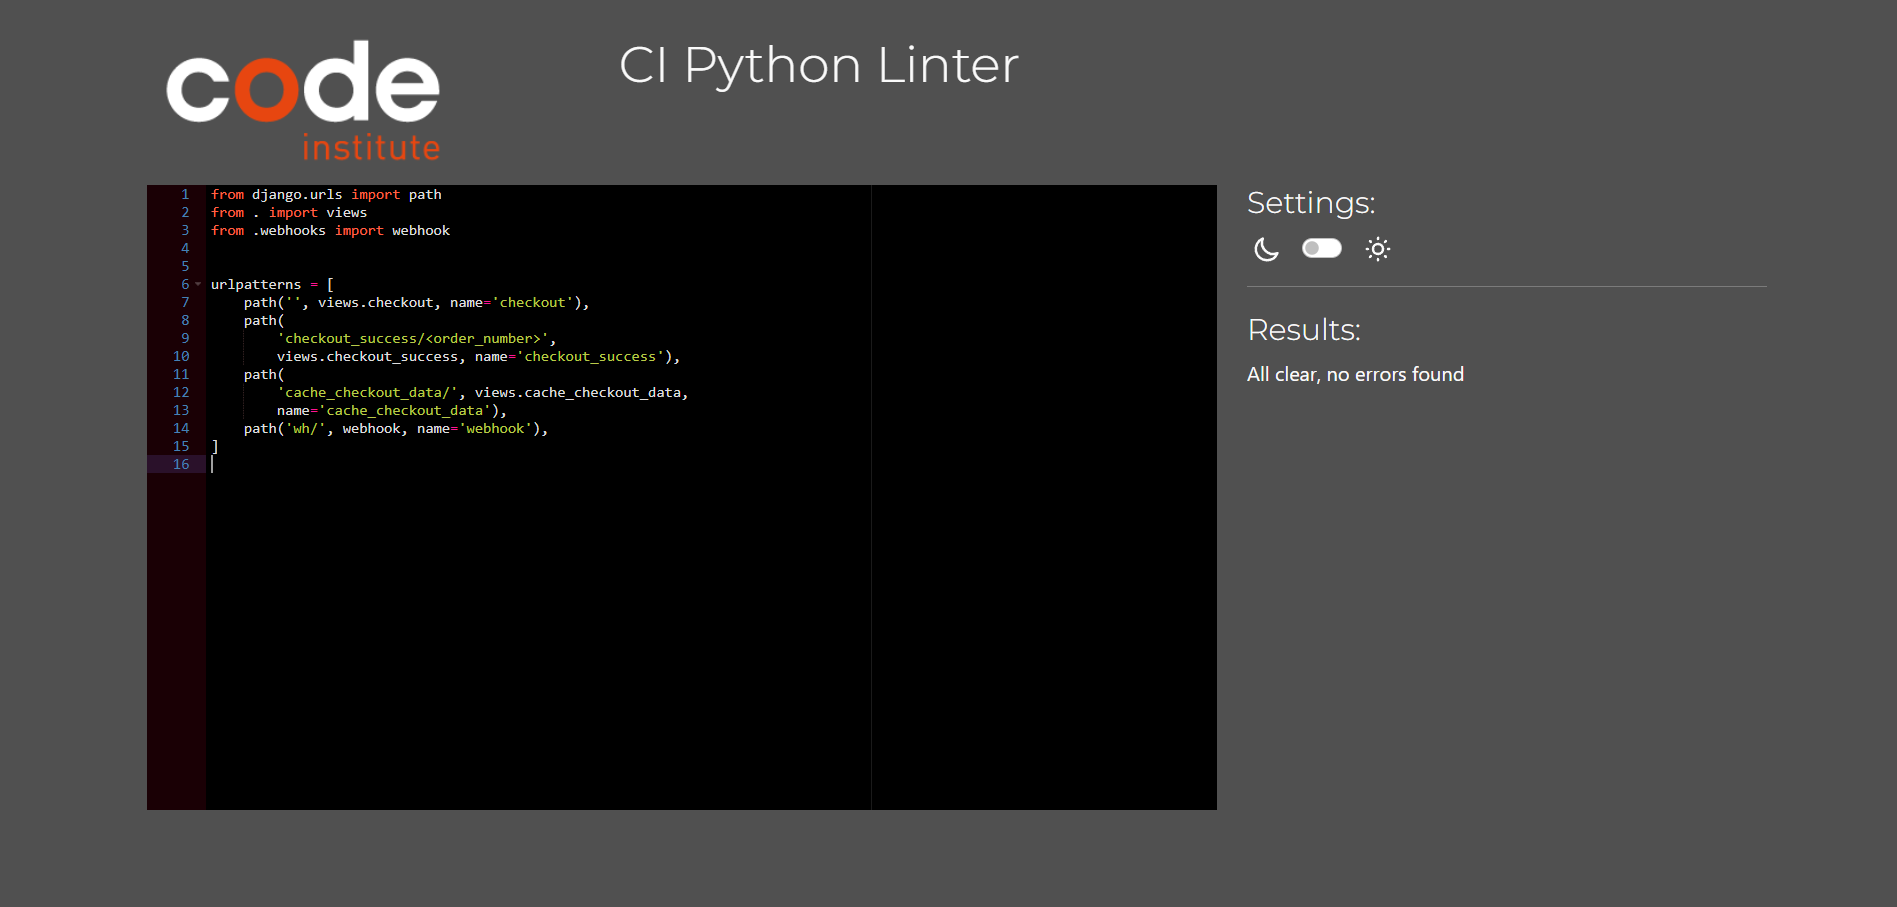 code
institute
CI Python Linter
1 from django.urls import path
2 from . import views
3 from .webhooks import webhook
4
5
6 urlpatterns = [
7     path('', views.checkout, name='checkout'),
8     path(
9         'checkout_success/<order_number>',
10         views.checkout_success, name='checkout_success'),
11     path(
12         'cache_checkout_data/', views.cache_checkout_data,
13         name='cache_checkout_data'),
14     path('wh/', webhook, name='webhook'),
15 ]
16
Settings:
Results:
All clear, no errors found